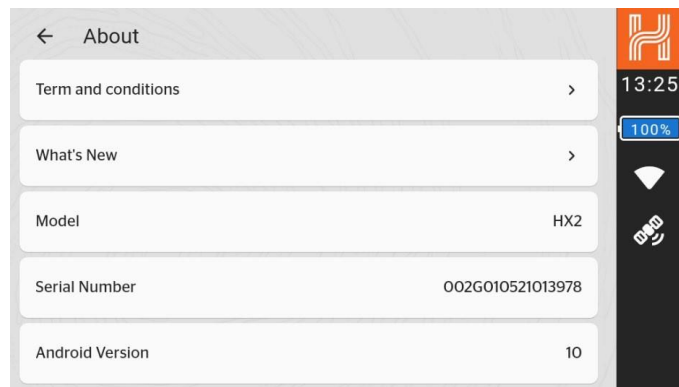 About
Term and conditions
What's New
Model HX2
Serial Number 002G010521013978
Android Version 10
13:25
100%